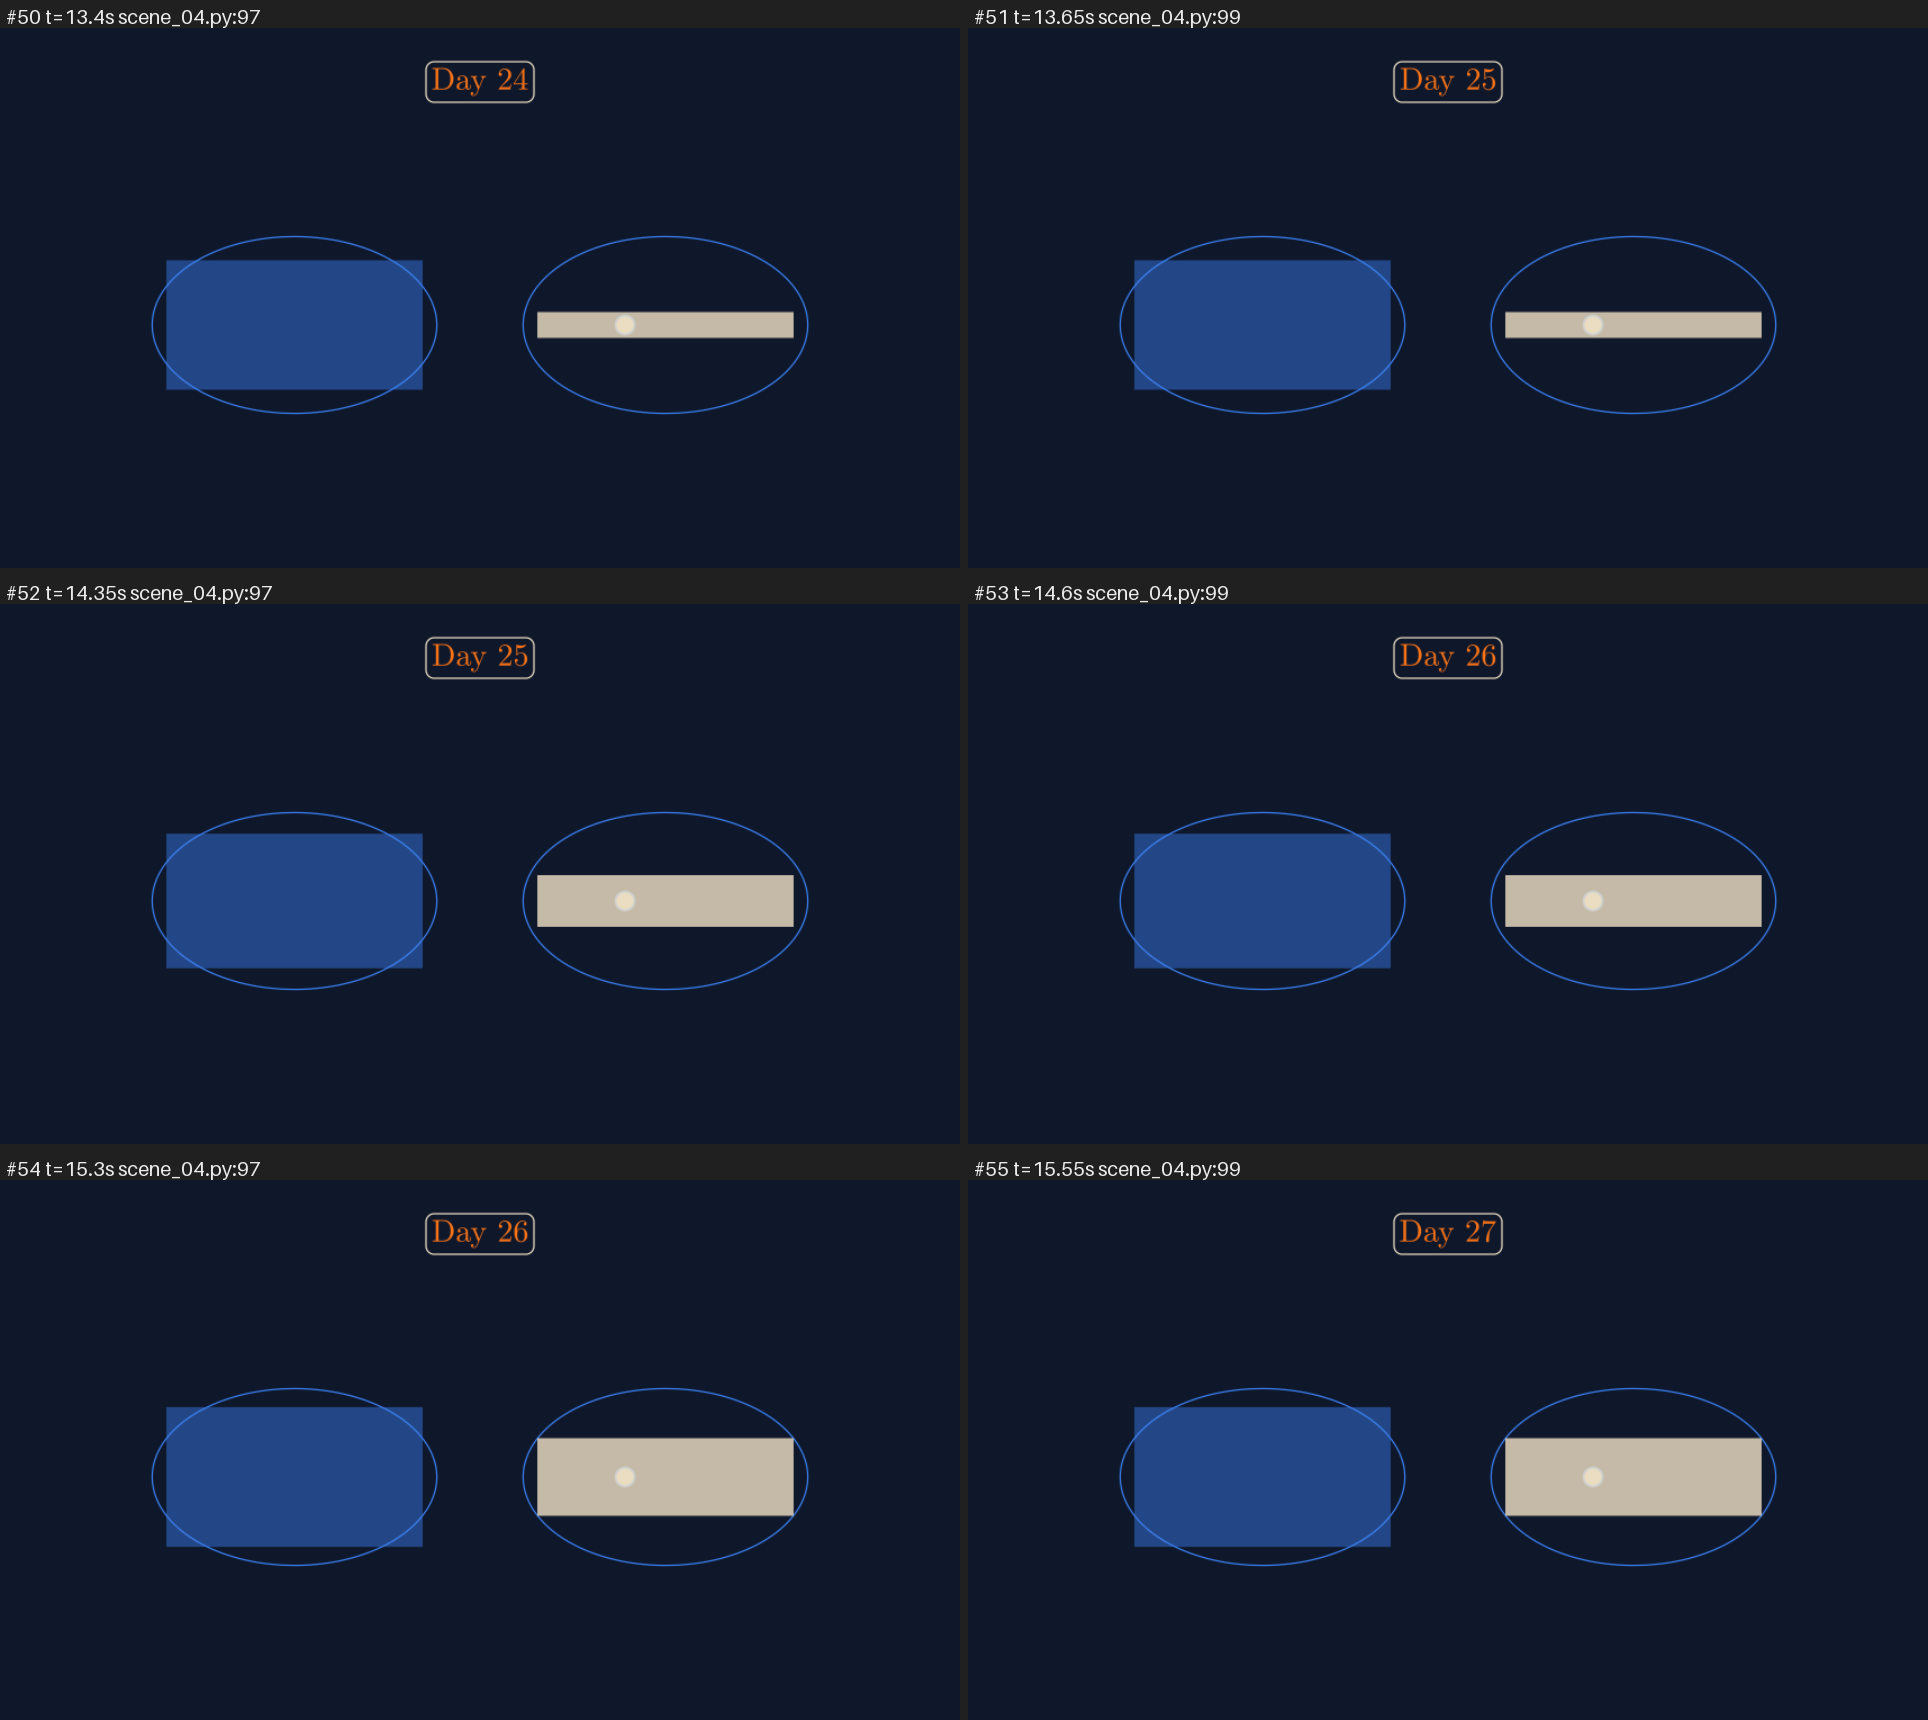 #50 t=13.4s scene_04.py:97
Day 24
#51 t=13.65s scene_04.py:99
Day 25
#52 t=14.35s scene_04.py:97
Day 25
#53 t=14.6s scene_04.py:99
Day 26
#54 t=15.3s scene_04.py:97
Day 26
#55 t=15.55s scene_04.py:99
Day 27